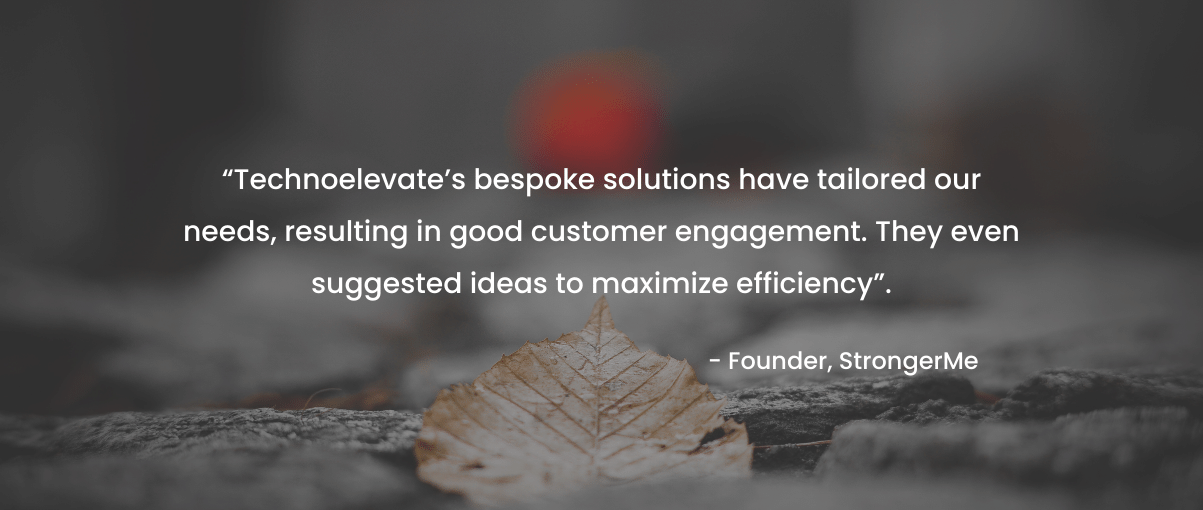 “Technoelevate’s bespoke solutions have tailored our
needs, resulting in good customer engagement. They even
suggested ideas to maximize efficiency”.
- Founder, StrongerMe